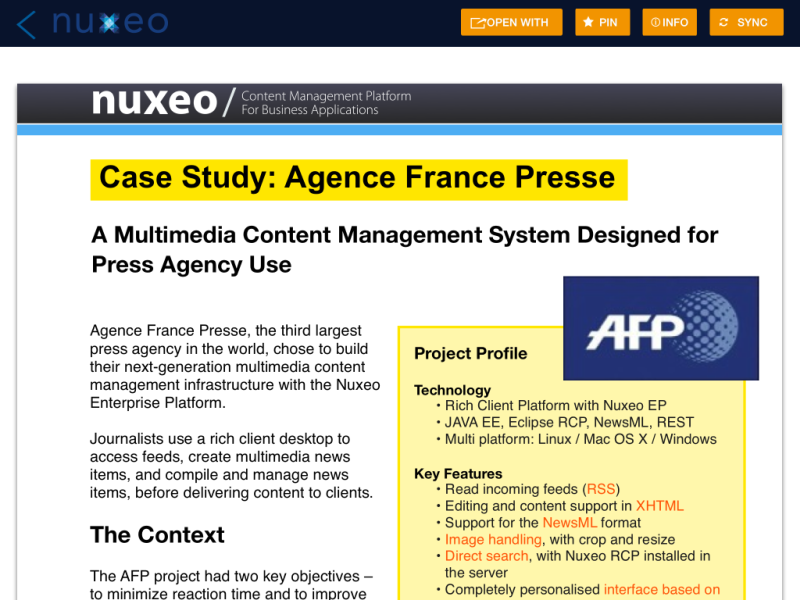 nuxeo
OPEN WITH
PIN
INFO
SYNC
nuxeo / Content Management Platform
For Business Applications
Case Study: Agence France Presse
A Multimedia Content Management System Designed for
Press Agency Use
AFP
Agence France Presse, the third largest
press agency in the world, chose to build
their next-generation multimedia content
management infrastructure with the Nuxeo
Enterprise Platform.
Journalists use a rich client desktop to
access feeds, create multimedia news
items, and compile and manage news
items, before delivering content to clients.
The Context
The AFP project had two key objectives –
to minimize reaction time and to improve
Project Profile
Technology
• Rich Client Platform with Nuxeo EP
• JAVA EE, Eclipse RCP, NewsML, REST
• Multi platform: Linux / Mac OS X / Windows
Key Features
• Read incoming feeds (RSS)
• Editing and content support in XHTML
• Support for the NewsML format
• Image handling, with crop and resize
• Direct search, with Nuxeo RCP installed in
the server
• Completely personalised interface based on